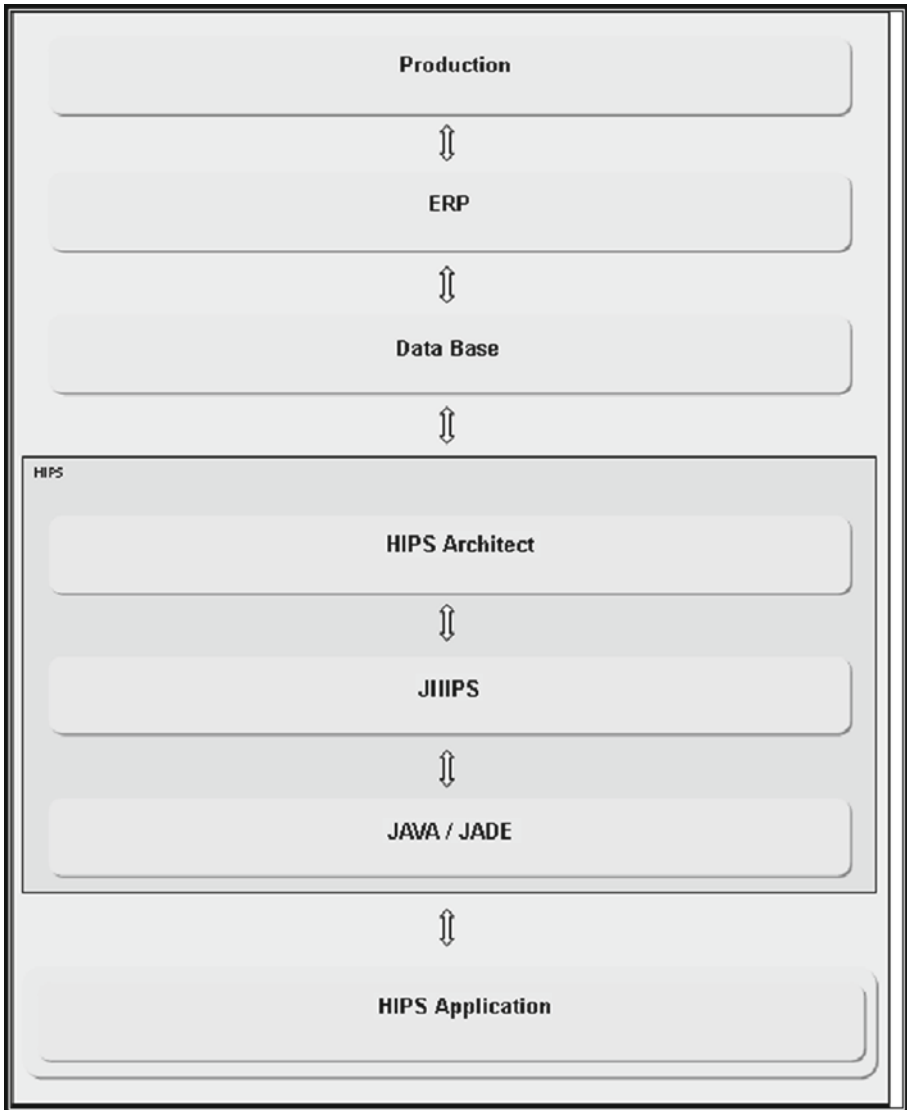 Production
ERP
Data Base
HIPS
HIPS Architect
JIIIPS
JAVA / JADE
HIPS Application